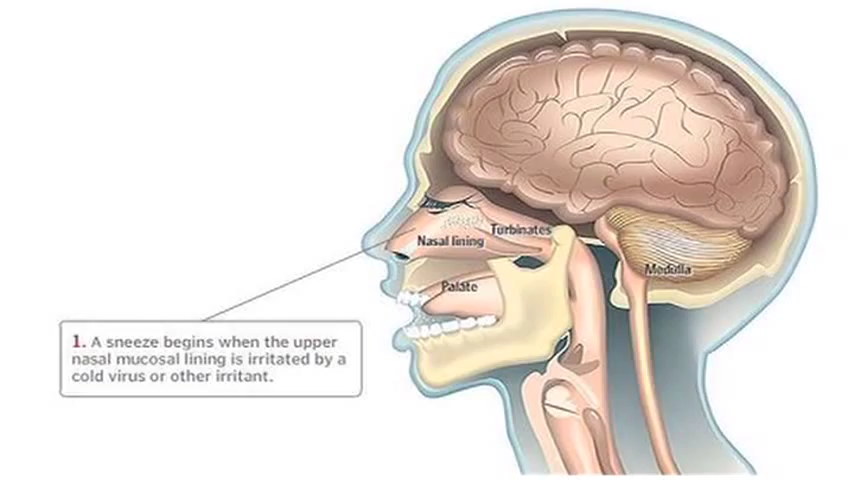 Turbinates
Nasal lining
Medulla
Palate
1. A sneeze begins when the upper
nasal mucosal lining is irritated by a
cold virus or other irritant.